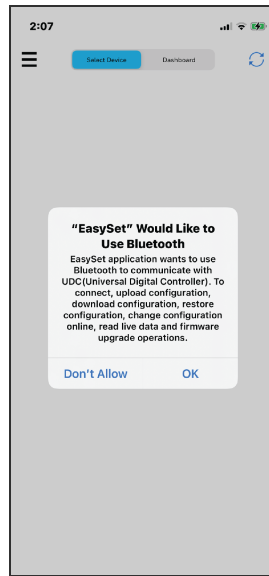 2:07
Select Device Dashboard
“EasySet” Would Like to
Use Bluetooth
EasySet application wants to use
Bluetooth to communicate with
UDC(Universal Digital Controller). To
connect, upload configuration,
download configuration, restore
configuration, change configuration
online, read live data and firmware
upgrade operations.
Don't Allow OK